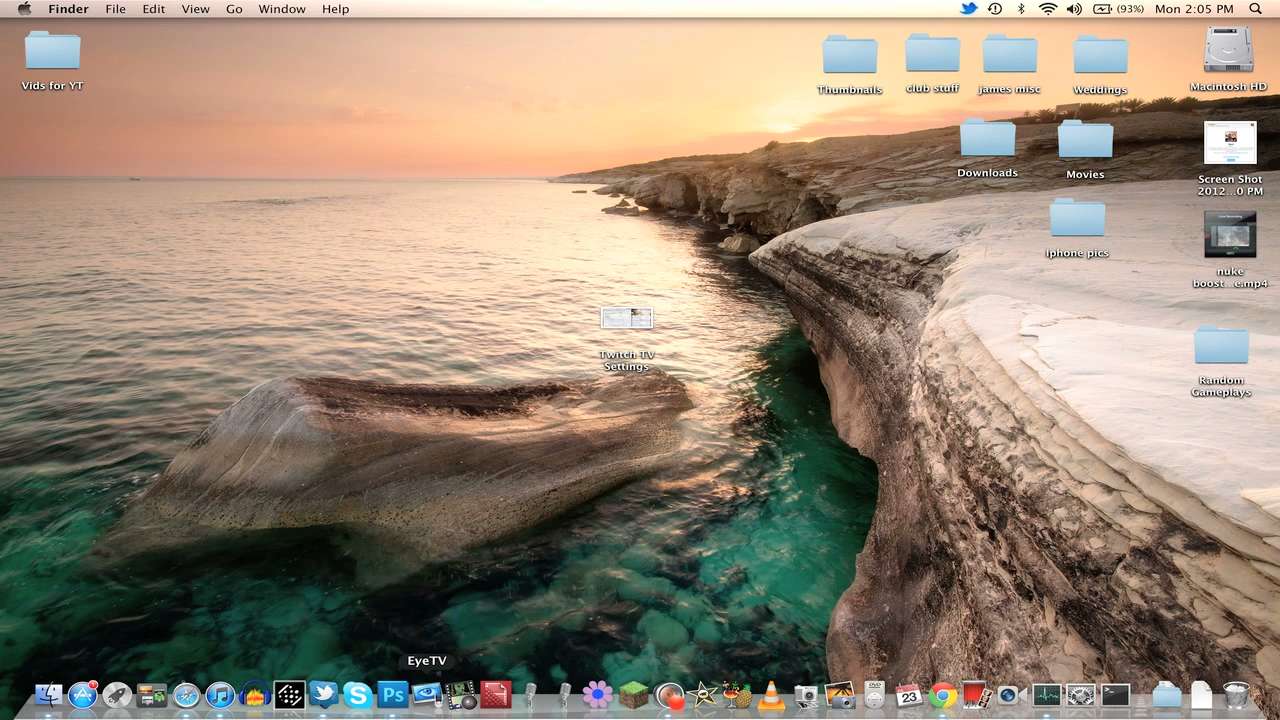 Finder File Edit View Go Window Help (93%) Mon 2:05 PM
Vids for YT
Thumbnails
club stuff
james misc
Weddings
Macintosh HD
Downloads
Movies
Screen Shot
2012...0 PM
iphone pics
nuke
boost...e.mp4
Twitch TV
Settings
Random
Gameplays
EyeTV
Ps
23